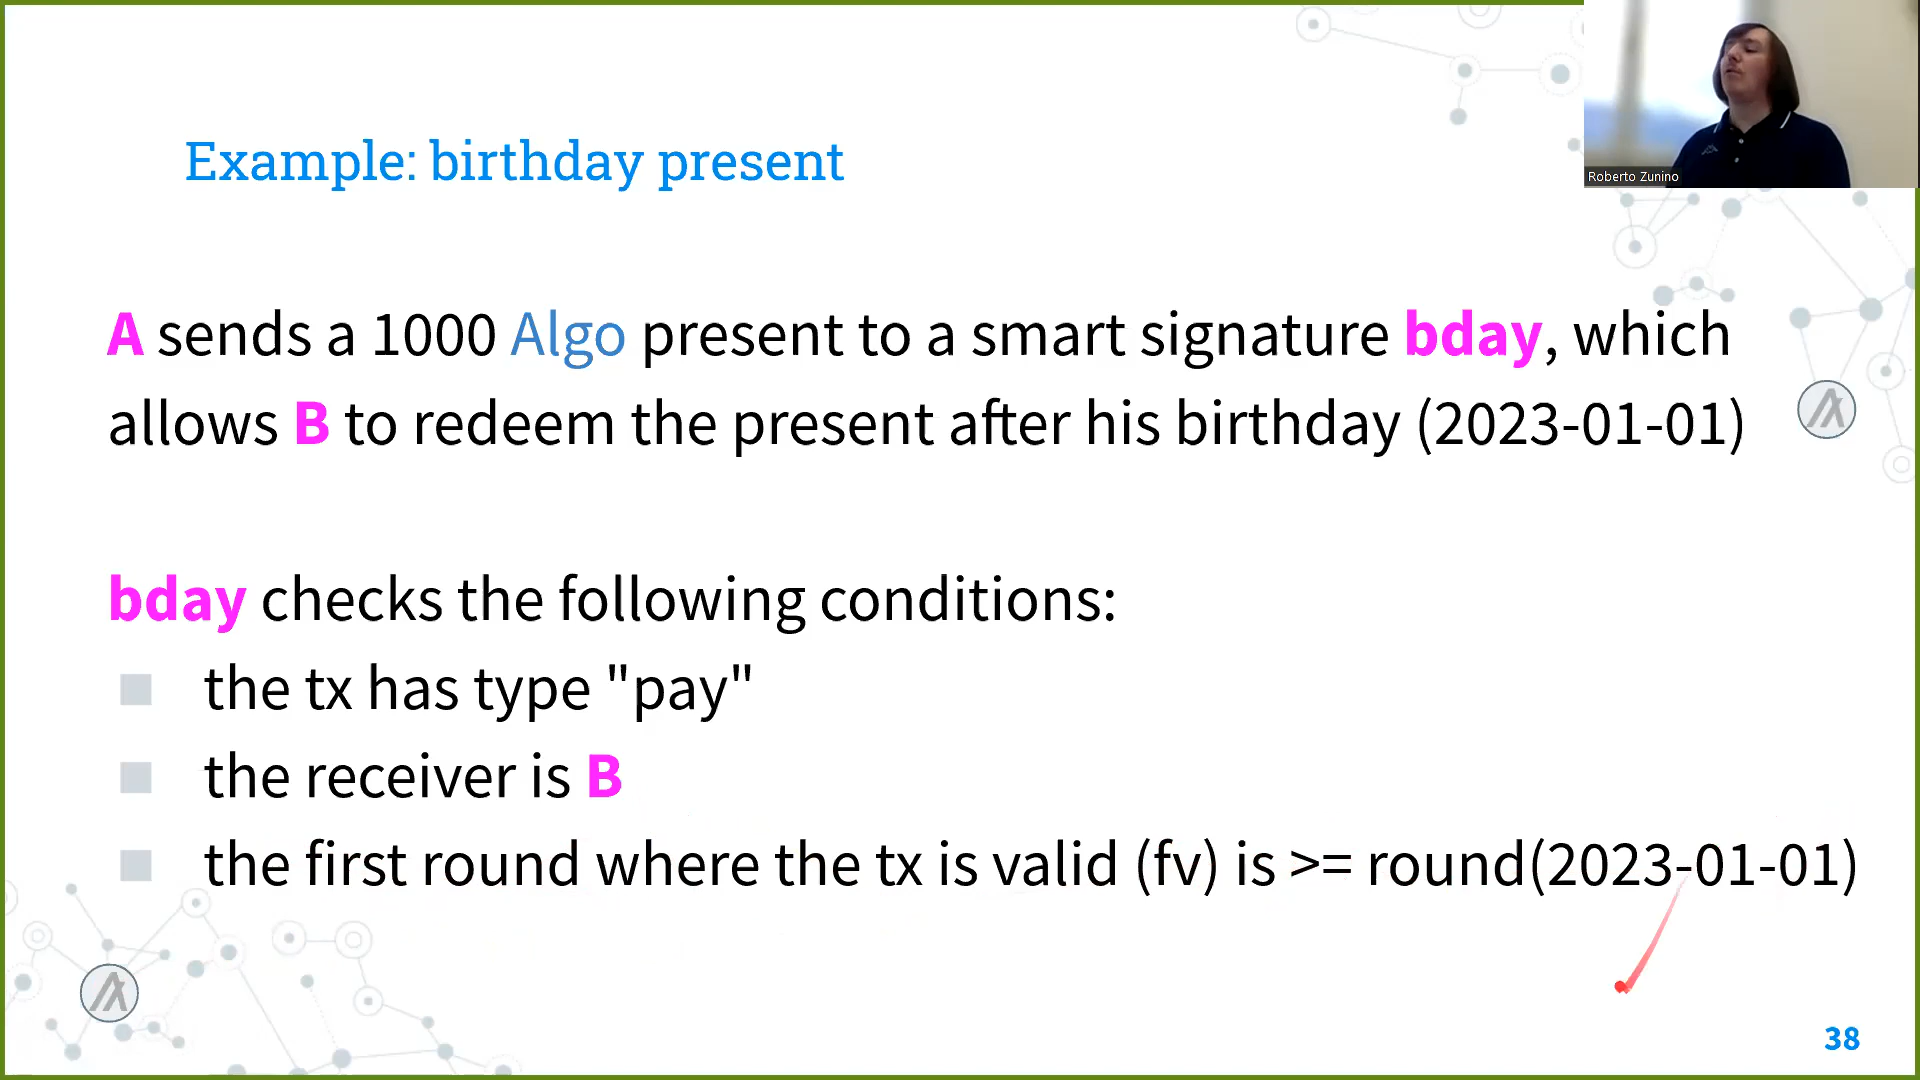 Example: birthday present
Roberto Zunino
A sends a 1000 Algo present to a smart signature bday, which
allows B to redeem the present after his birthday (2023-01-01)
bday checks the following conditions:
the tx has type "pay"
the receiver is B
the first round where the tx is valid (fv) is >= round(2023-01-01)
38